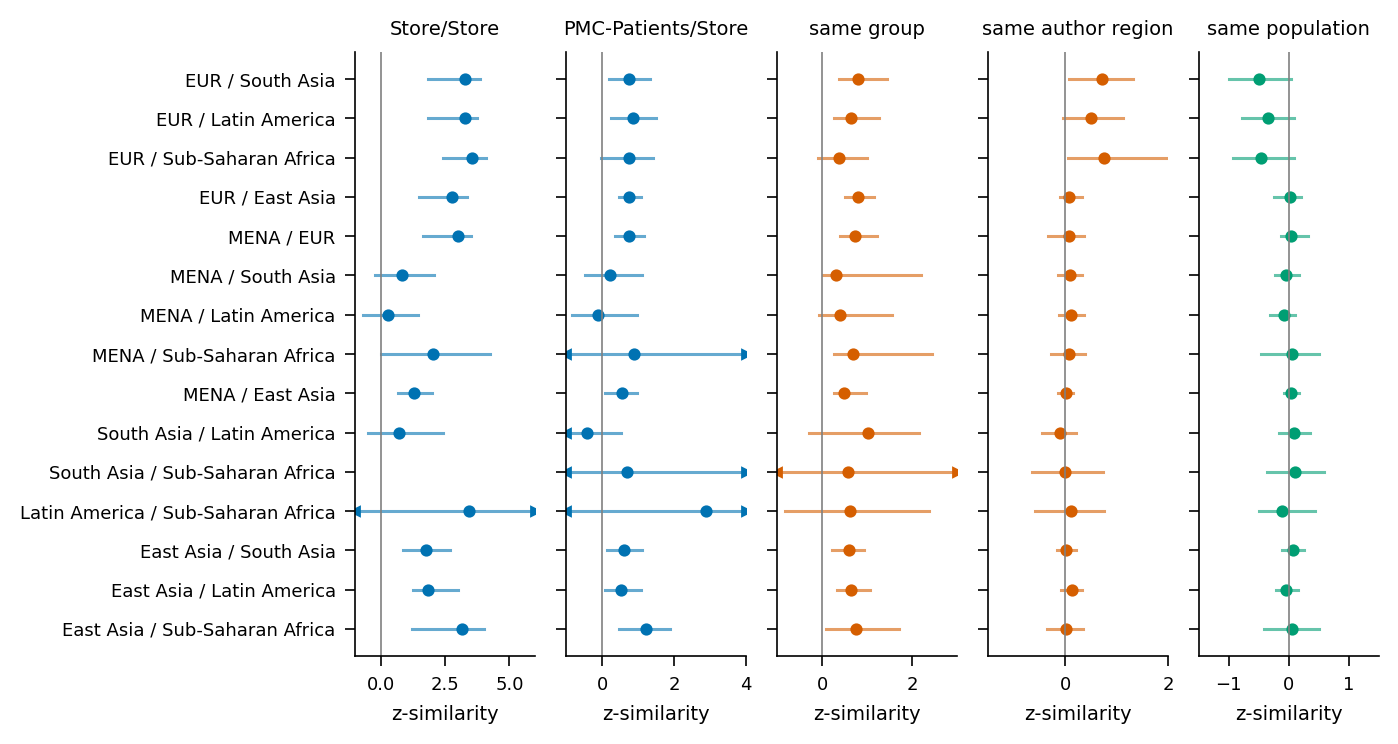 Store/Store PMC-Patients/Store same group same author region same population
EUR / South Asia
EUR / Latin America
EUR / Sub-Saharan Africa
EUR / East Asia
MENA / EUR
MENA / South Asia
MENA / Latin America
MENA / Sub-Saharan Africa
MENA / East Asia
South Asia / Latin America
South Asia / Sub-Saharan Africa
Latin America / Sub-Saharan Africa
East Asia / South Asia
East Asia / Latin America
East Asia / Sub-Saharan Africa
0.0 2.5 5.0 0 2 4 0 2 0 2 −1 0 1
z-similarity z-similarity z-similarity z-similarity z-similarity